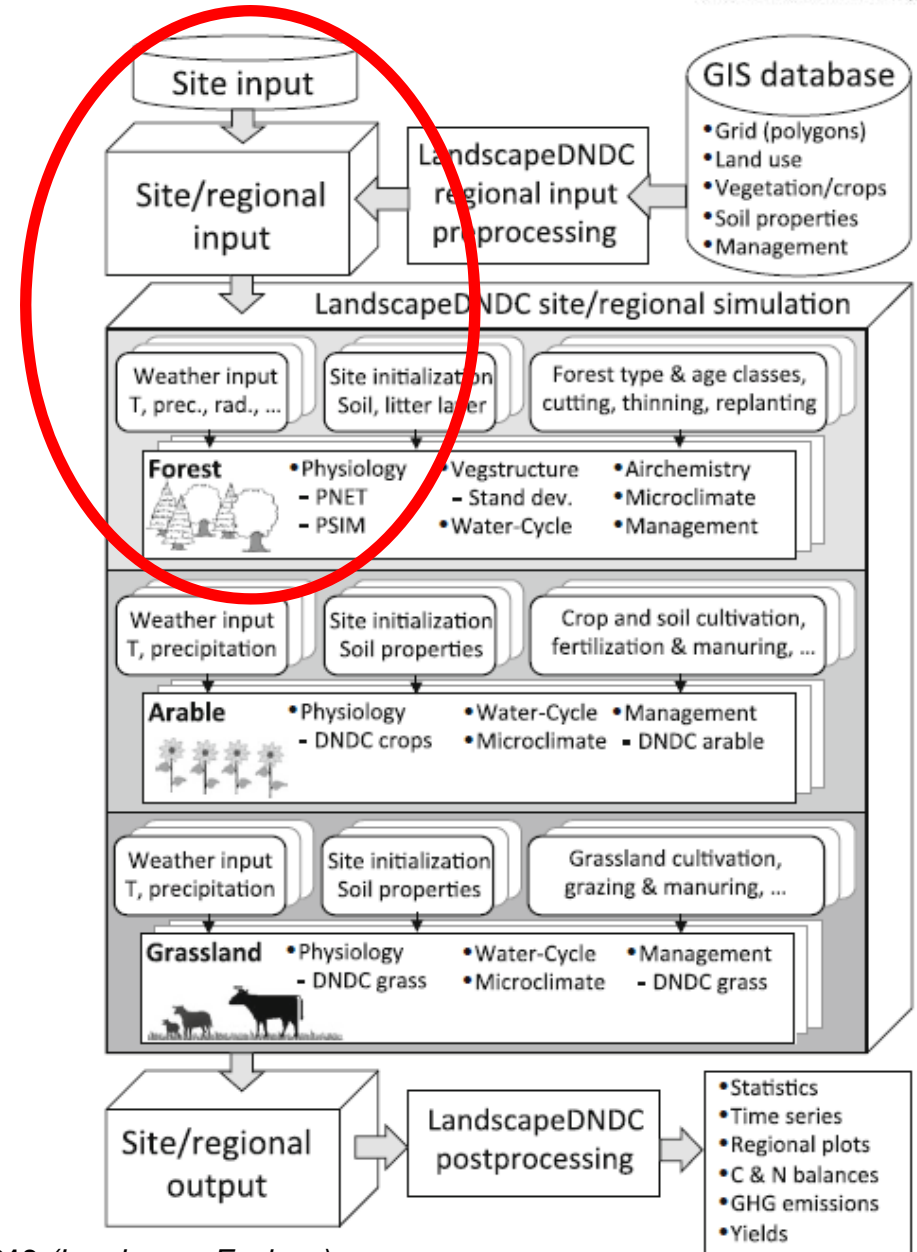 Site input
GIS database
•Grid (polygons)
•Land use
•Vegetation/crops
•Soil properties
•Management
LandscapeDNDC
regional input
preprocessing
Site/regional
input
LandscapeDNDC site/regional simulation
Weather input
T, prec., rad., ...
Site initialization
Soil, litter layer
Forest type & age classes,
cutting, thinning, replanting
Forest
•Physiology
- PNET
- PSIM
•Vegstructure
- Stand dev.
•Water-Cycle
•Airchemistry
•Microclimate
•Management
Weather input
T, precipitation
Site initialization
Soil properties
Crop and soil cultivation,
fertilization & manuring, ...
Arable
•Physiology
- DNDC crops
•Water-Cycle
•Microclimate
•Management
- DNDC arable
Weather input
T, precipitation
Site initialization
Soil properties
Grassland cultivation,
grazing & manuring, ...
Grassland
•Physiology
- DNDC grass
•Water-Cycle
•Microclimate
•Management
- DNDC grass
Site/regional
output
LandscapeDNDC
postprocessing
•Statistics
•Time series
•Regional plots
•C & N balances
•GHG emissions
•Yields